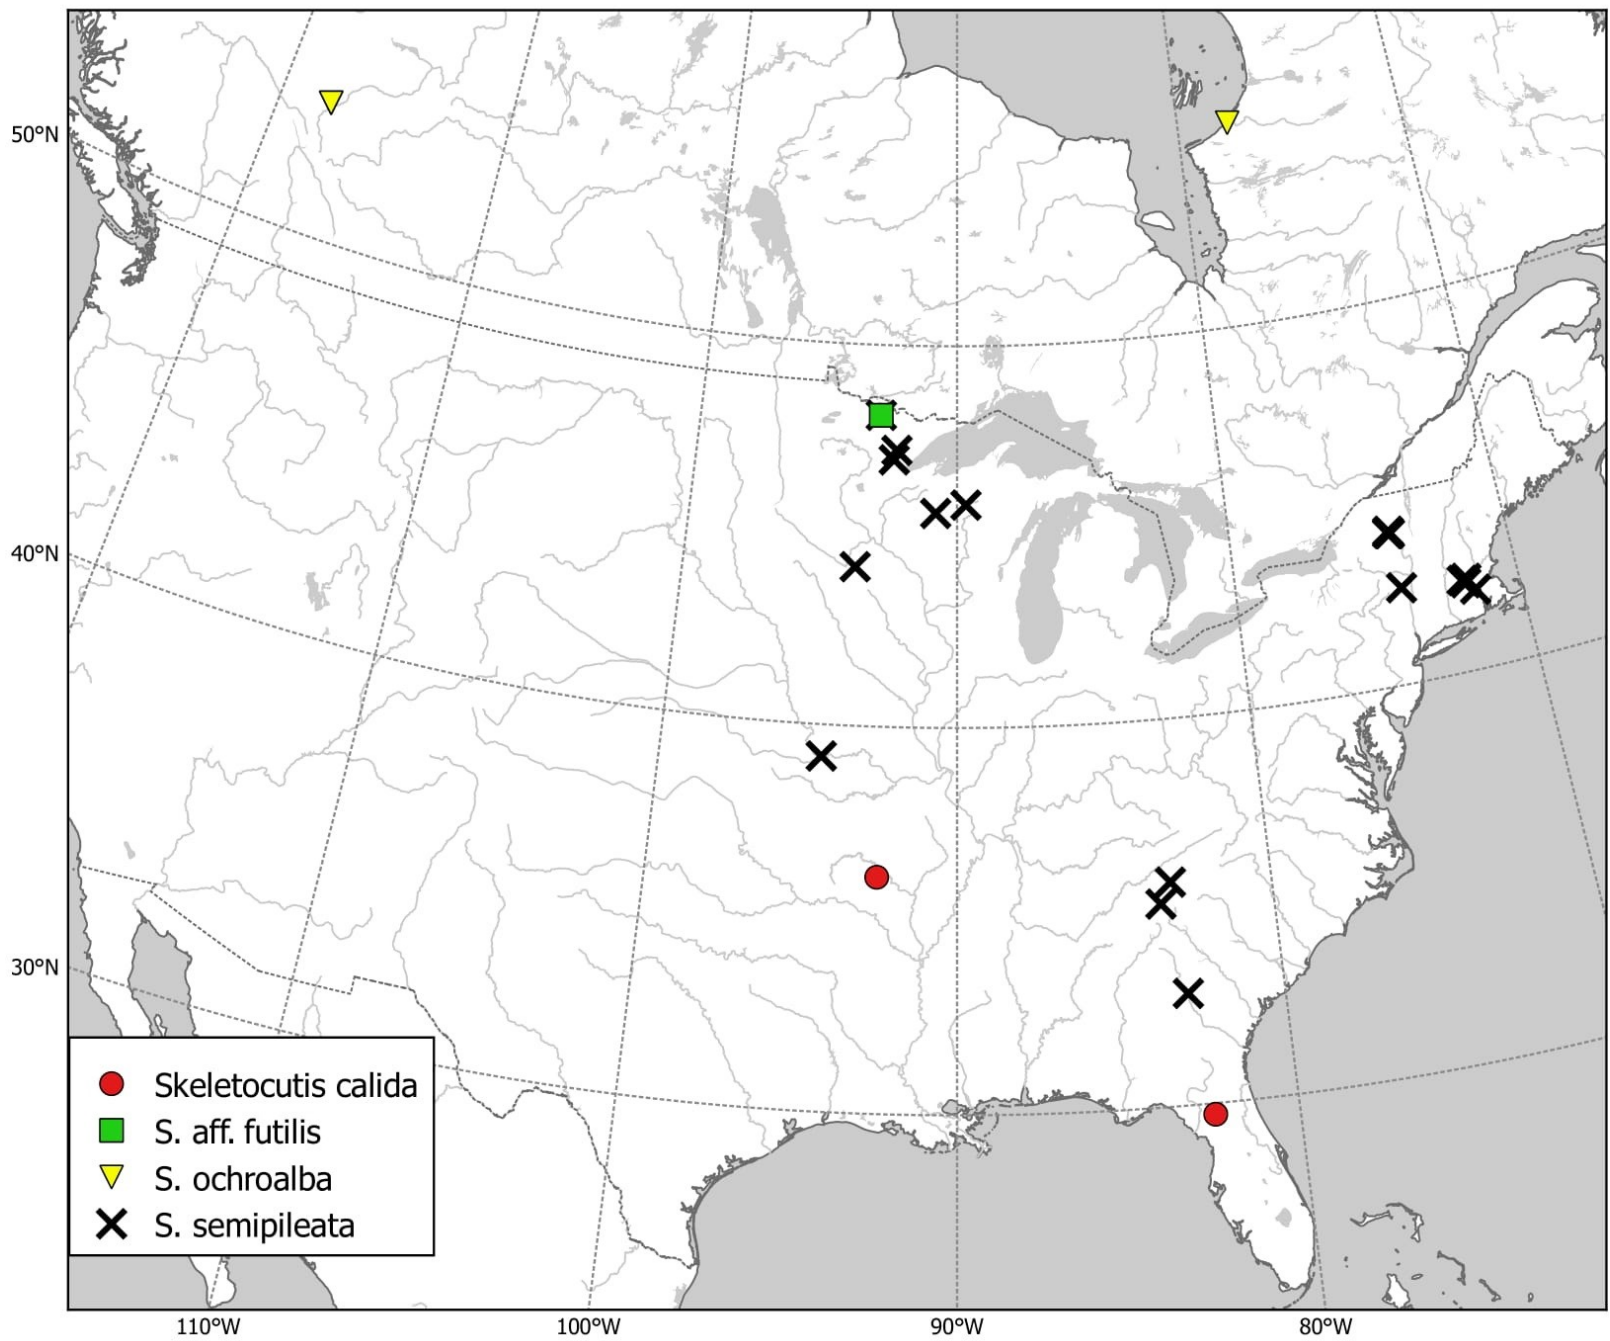 50°N
40°N
30°N
Skeletocutis calida
S. aff. futilis
S. ochroalba
S. semipileata
110°W
100°W
90°W
80°W